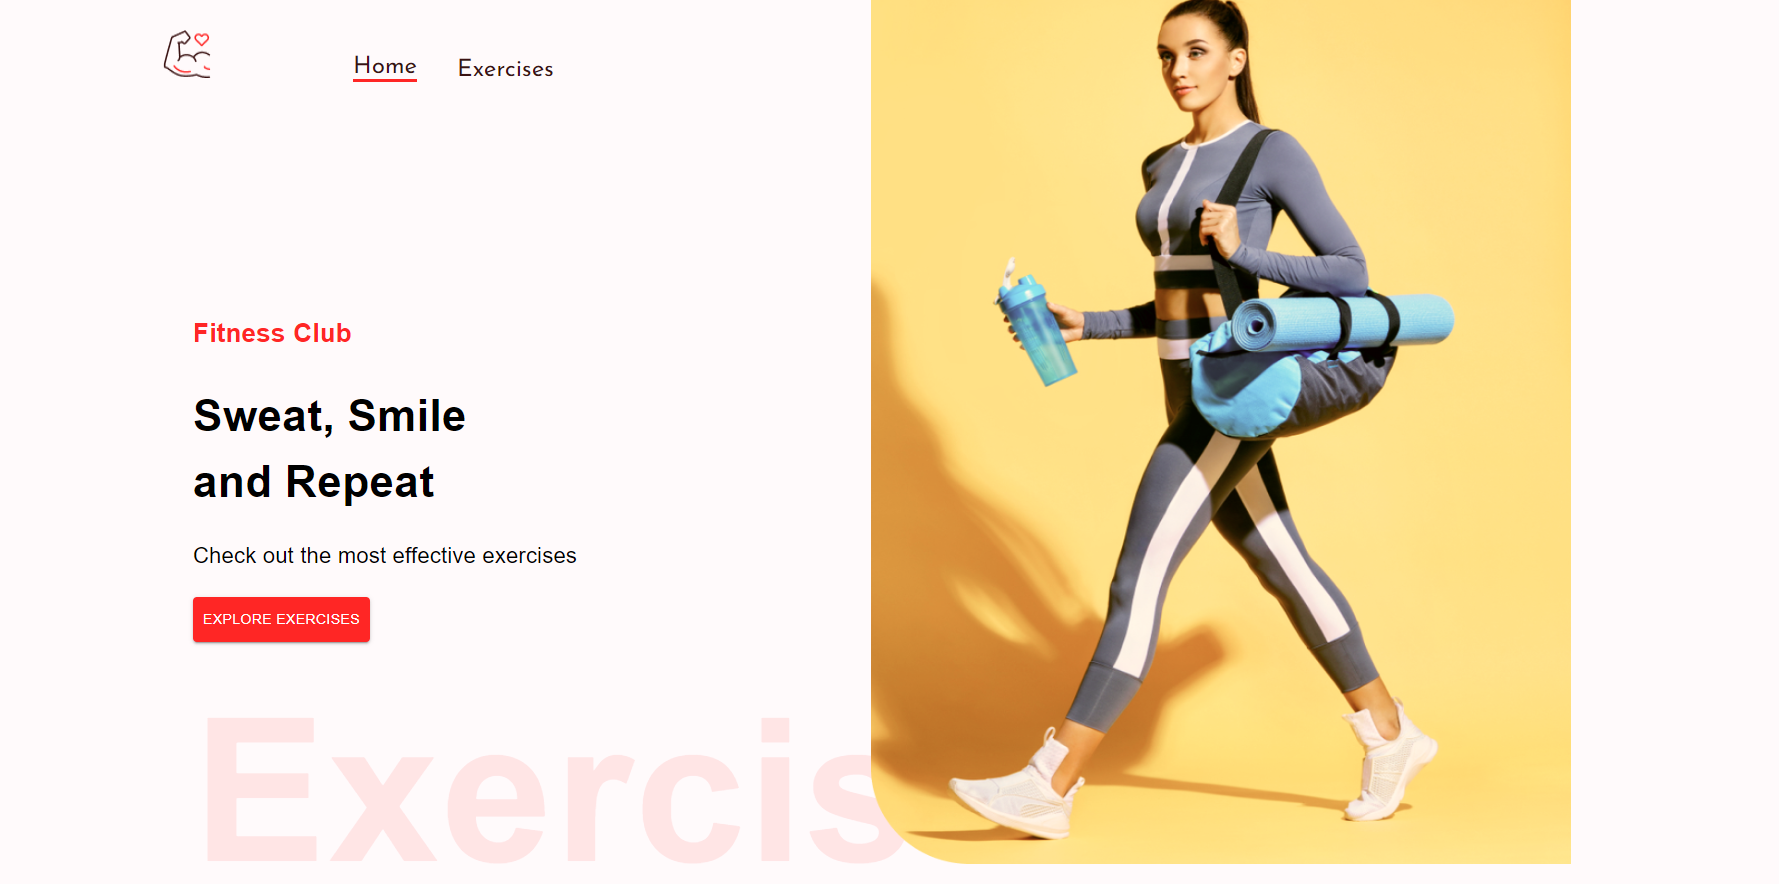 Home Exercises
Fitness Club
Sweat, Smile
and Repeat
Check out the most effective exercises
EXPLORE EXERCISES
Exercis